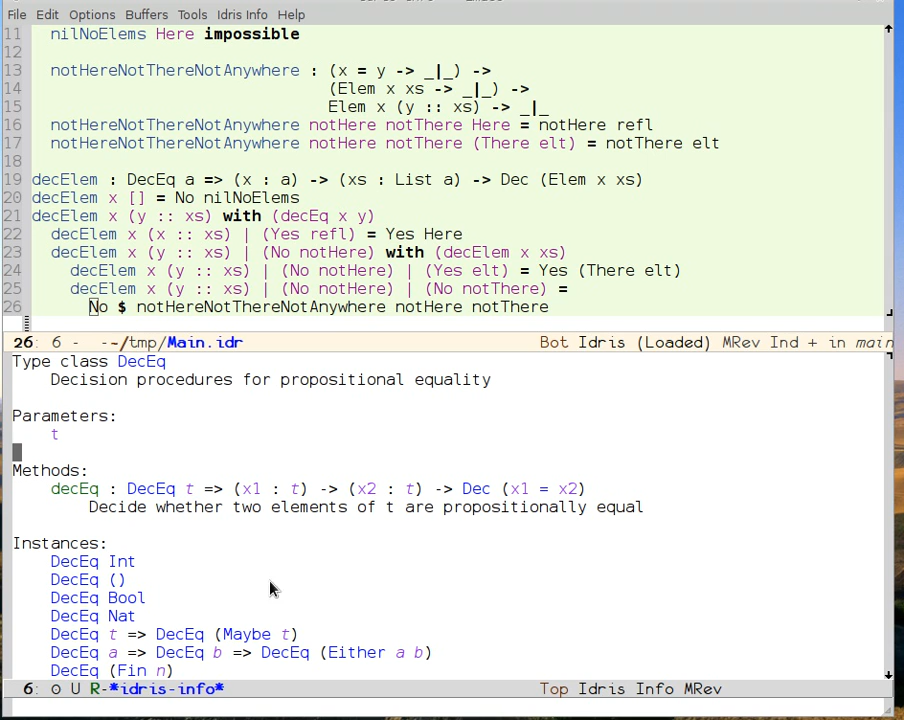 File Edit Options Buffers Tools Idris Info Help
11 nilNoElems Here impossible
12
13 notHereNotThereNotAnywhere : (x = y -> _|_) ->
14 (Elem x xs -> _|_) ->
15 Elem x (y :: xs) -> _|_
16 notHereNotThereNotAnywhere notHere notThere Here = notHere refl
17 notHereNotThereNotAnywhere notHere notThere (There elt) = notThere elt
18
19 decElem : DecEq a => (x : a) -> (xs : List a) -> Dec (Elem x xs)
20 decElem x [] = No nilNoElems
21 decElem x (y :: xs) with (decEq x y)
22 decElem x (x :: xs) | (Yes refl) = Yes Here
23 decElem x (y :: xs) | (No notHere) with (decElem x xs)
24 decElem x (y :: xs) | (No notHere) | (Yes elt) = Yes (There elt)
25 decElem x (y :: xs) | (No notHere) | (No notThere) =
26 No $ notHereNotThereNotAnywhere notHere notThere
26: 6 - --~/tmp/Main.idr Bot Idris (Loaded) MRev Ind + in main
Type class DecEq
Decision procedures for propositional equality
Parameters:
t
Methods:
decEq : DecEq t => (x1 : t) -> (x2 : t) -> Dec (x1 = x2)
Decide whether two elements of t are propositionally equal
Instances:
DecEq Int
DecEq ()
DecEq Bool
DecEq Nat
DecEq t => DecEq (Maybe t)
DecEq a => DecEq b => DecEq (Either a b)
DecEq (Fin n)
6: 0 U R-*idris-info* Top Idris Info MRev